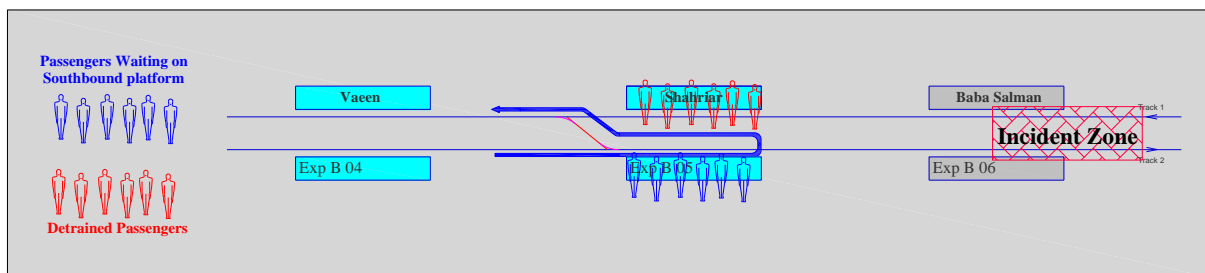 Passengers Waiting on
Southbound platform
Detrained Passengers
Vaeen
Exp B 04
Shahriar
Exp B 05
Baba Salman
Exp B 06
Incident Zone
Track 1
Track 2